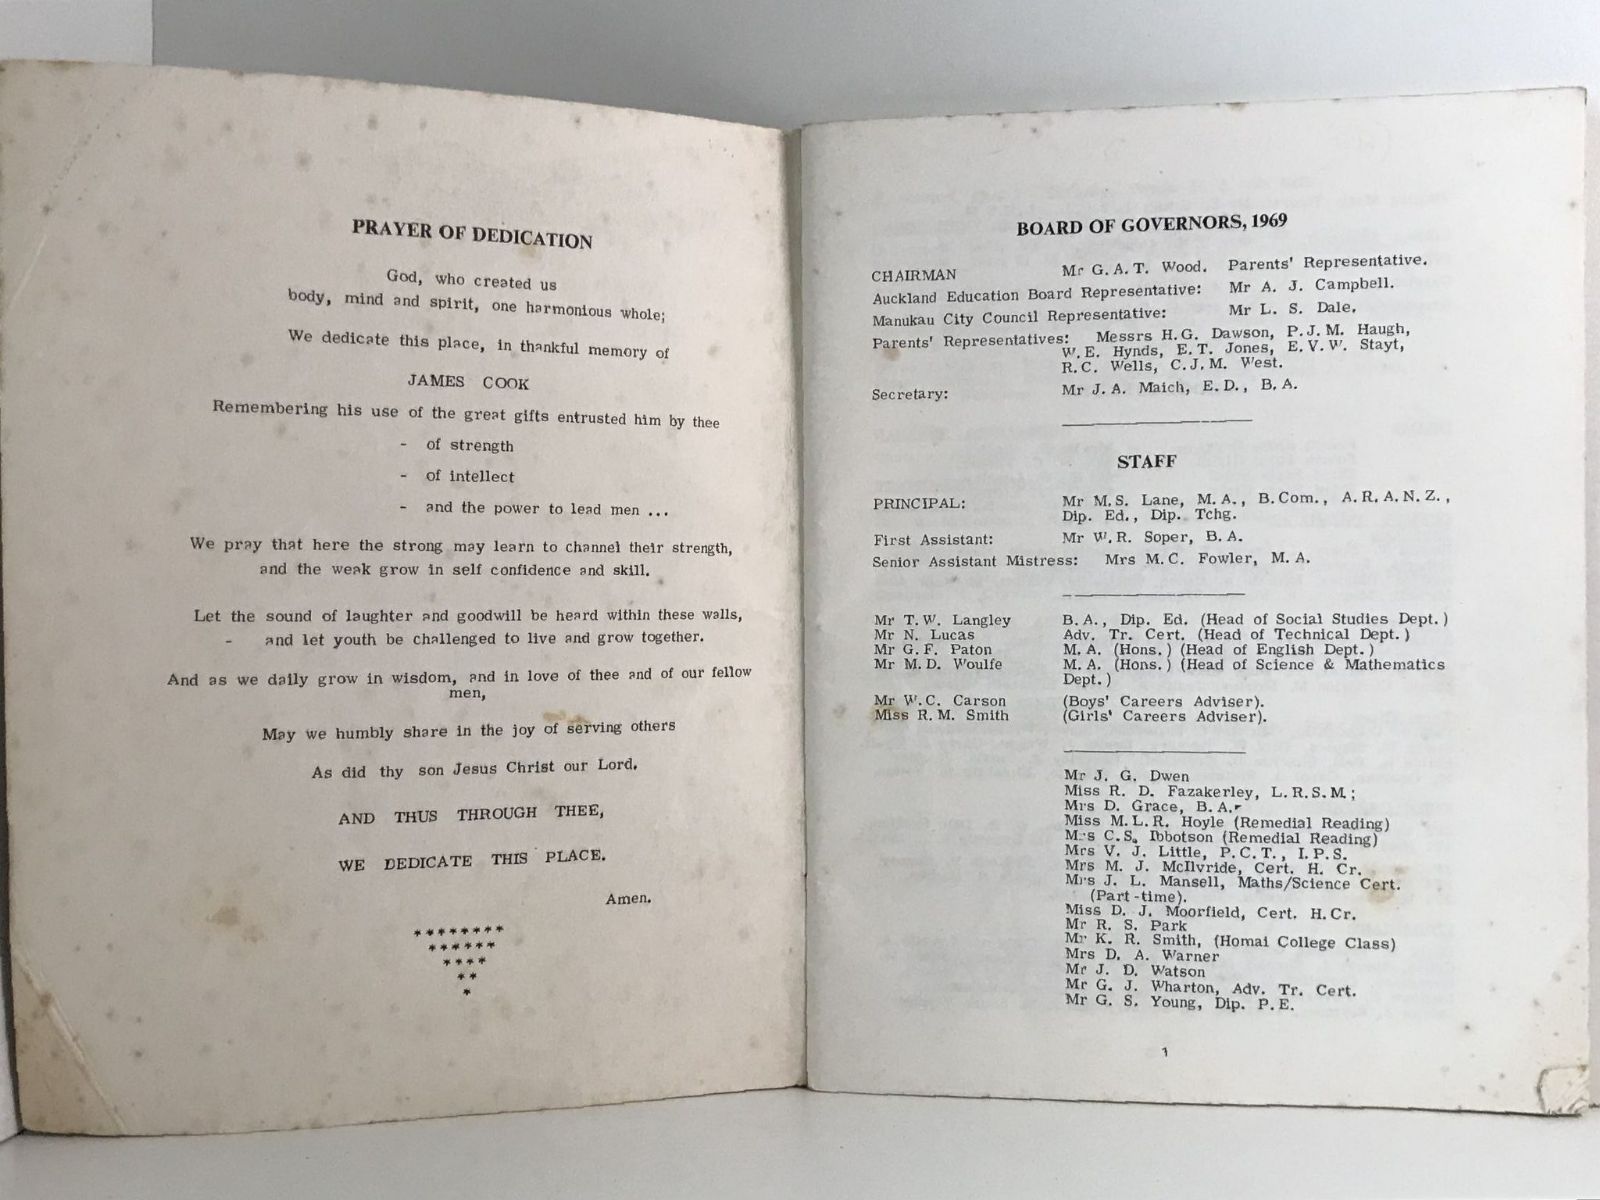 PRAYER OF DEDICATION
God, who created us
body, mind and spirit, one harmonious whole;
We dedicate this place, in thankful memory of
JAMES COOK
Remembering his use of the great gifts entrusted him by thee
- of strength
- of intellect
- and the power to lead men ...
We pray that here the strong may learn to channel their strength,
and the weak grow in self confidence and skill.
Let the sound of laughter and goodwill be heard within these walls,
- and let youth be challenged to live and grow together.
And as we daily grow in wisdom, and in love of thee and of our fellow
men,
May we humbly share in the joy of serving others
As did thy son Jesus Christ our Lord.
AND THUS THROUGH THEE,
WE DEDICATE THIS PLACE.
Amen.
********
******
****
**
*
BOARD OF GOVERNORS, 1969
CHAIRMAN Mr G.A.T. Wood. Parents' Representative.
Auckland Education Board Representative: Mr A. J. Campbell.
Manukau City Council Representative: Mr L. S. Dale.
Parents' Representatives: Messrs H.G. Dawson, P.J.M. Haugh,
W.E. Hynds, E.T. Jones, E.V.W. Stayt,
R.C. Wells, C.J.M. West.
Secretary: Mr J.A. Maich, E.D., B.A.
STAFF
PRINCIPAL: Mr M.S. Lane, M.A., B.Com., A.R.A.N.Z.,
Dip. Ed., Dip. Tchg.
First Assistant: Mr W.R. Soper, B.A.
Senior Assistant Mistress: Mrs M.C. Fowler, M.A.
Mr T.W. Langley B.A., Dip. Ed. (Head of Social Studies Dept.)
Mr N. Lucas Adv. Tr. Cert. (Head of Technical Dept.)
Mr G.F. Paton M.A. (Hons.) (Head of English Dept.)
Mr M.D. Woulfe M.A. (Hons.) (Head of Science & Mathematics
Dept.)
Mr W.C. Carson (Boys' Careers Adviser).
Miss R.M. Smith (Girls' Careers Adviser).
Mr J. G. Dwen
Miss R. D. Fazakerley, L.R.S.M;
Mrs D. Grace, B.A.
Miss M.L.R. Hoyle (Remedial Reading)
Mrs C.S. Ibbotson (Remedial Reading)
Mrs V. J. Little, P.C.T., I.P.S.
Mrs M. J. McIlvride, Cert. H. Cr.
Mrs J. L. Mansell, Maths/Science Cert.
(Part-time).
Miss D. J. Moorfield, Cert. H.Cr.
Mr R. S. Park
Mr K. R. Smith, (Homai College Class)
Mrs D. A. Warner
Mr J. D. Watson
Mr G. J. Wharton, Adv. Tr. Cert.
Mr G. S. Young, Dip. P.E.
1